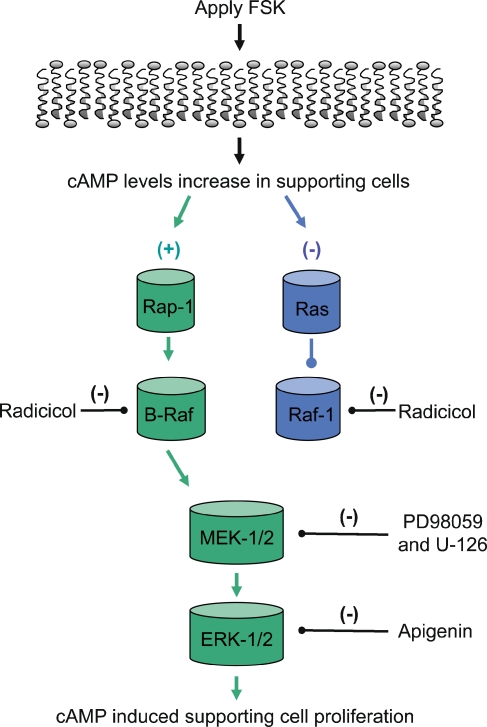 Apply FSK
cAMP levels increase in supporting cells
(+)
(-)
Rap-1
Ras
Radicicol
(-)
B-Raf
Raf-1
(-)
Radicicol
MEK-1/2
(-)
PD98059
and U-126
ERK-1/2
(-)
Apigenin
cAMP induced supporting cell proliferation